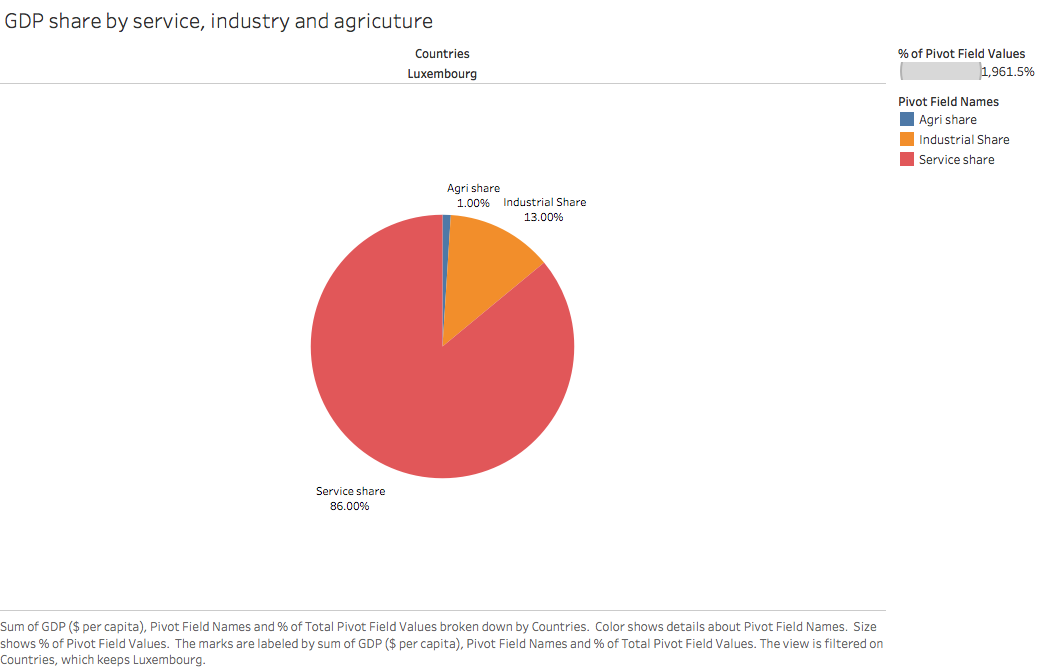 GDP share by service, industry and agricuture
Countries
Luxembourg
% of Pivot Field Values
1,961.5%
Pivot Field Names
Agri share
Industrial Share
Service share
Agri share
1.00%
Industrial Share
13.00%
Service share
86.00%
Sum of GDP ($ per capita), Pivot Field Names and % of Total Pivot Field Values broken down by Countries.  Color shows details about Pivot Field Names.  Size
shows % of Pivot Field Values.  The marks are labeled by sum of GDP ($ per capita), Pivot Field Names and % of Total Pivot Field Values. The view is filtered on
Countries, which keeps Luxembourg.